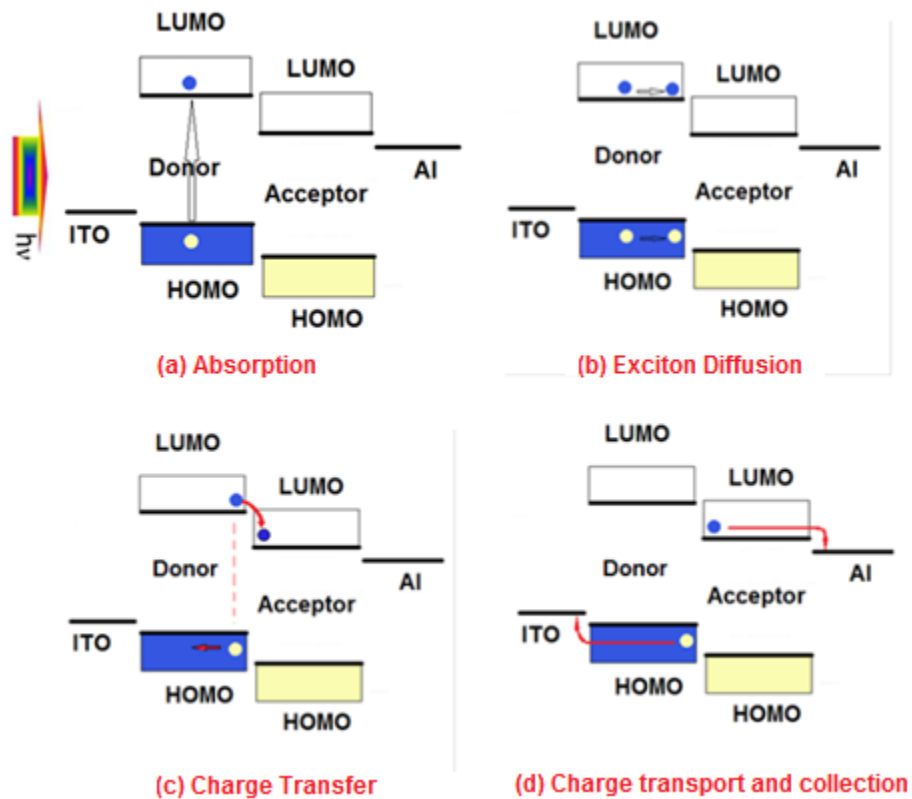 LUMO
LUMO
Donor
Al
Acceptor
ITO
hν
HOMO
HOMO
(a) Absorption
LUMO
LUMO
Donor
Al
Acceptor
ITO
HOMO
HOMO
(b) Exciton Diffusion
LUMO
LUMO
Donor
Al
Acceptor
ITO
HOMO
HOMO
(c) Charge Transfer
LUMO
LUMO
Donor
Al
Acceptor
ITO
HOMO
HOMO
(d) Charge transport and collection